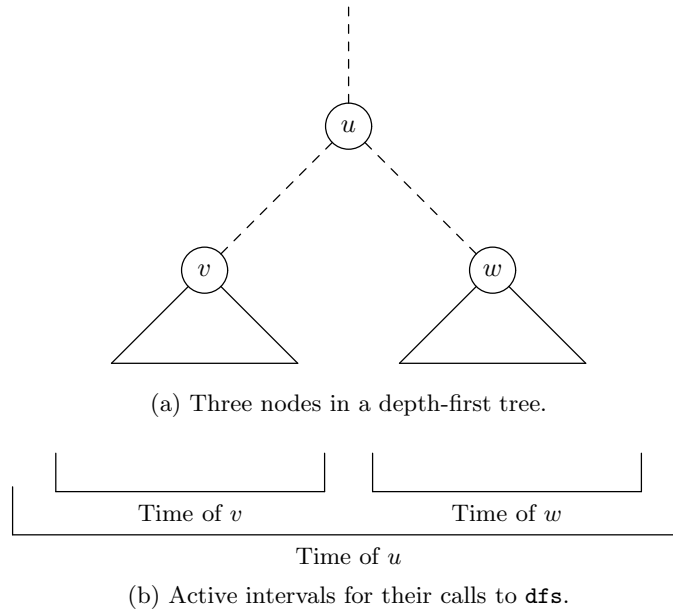 u
v w
(a) Three nodes in a depth-first tree.
Time of v Time of w
Time of u
(b) Active intervals for their calls to dfs.